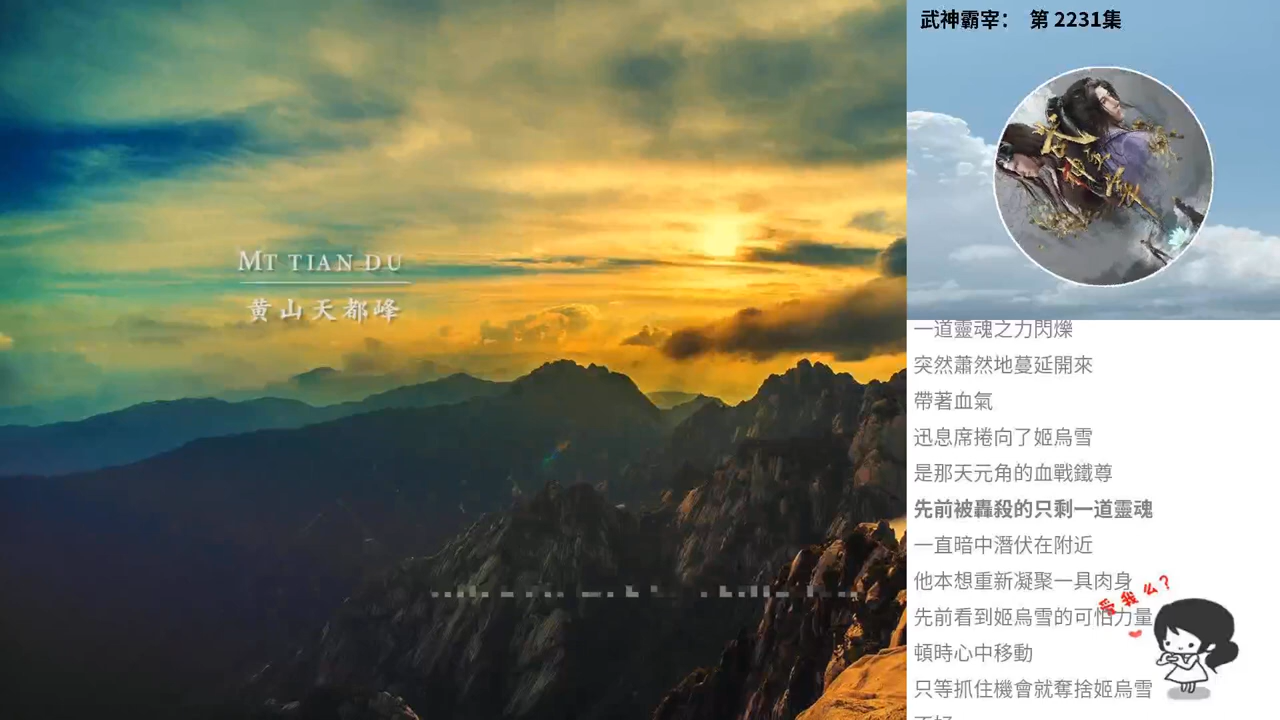 MT TIAN DU
黄山天都峰
武神霸宰： 第 2231集
一道靈魂之力閃爍
突然蕭然地蔓延開來
帶著血氣
迅息席捲向了姬烏雪
是那天元角的血戰鐵尊
先前被轟殺的只剩一道靈魂
一直暗中潛伏在附近
他本想重新凝聚一具肉身
先前看到姬烏雪的可怕力量
頓時心中移動
只等抓住機會就奪捨姬烏雪
爱我么？